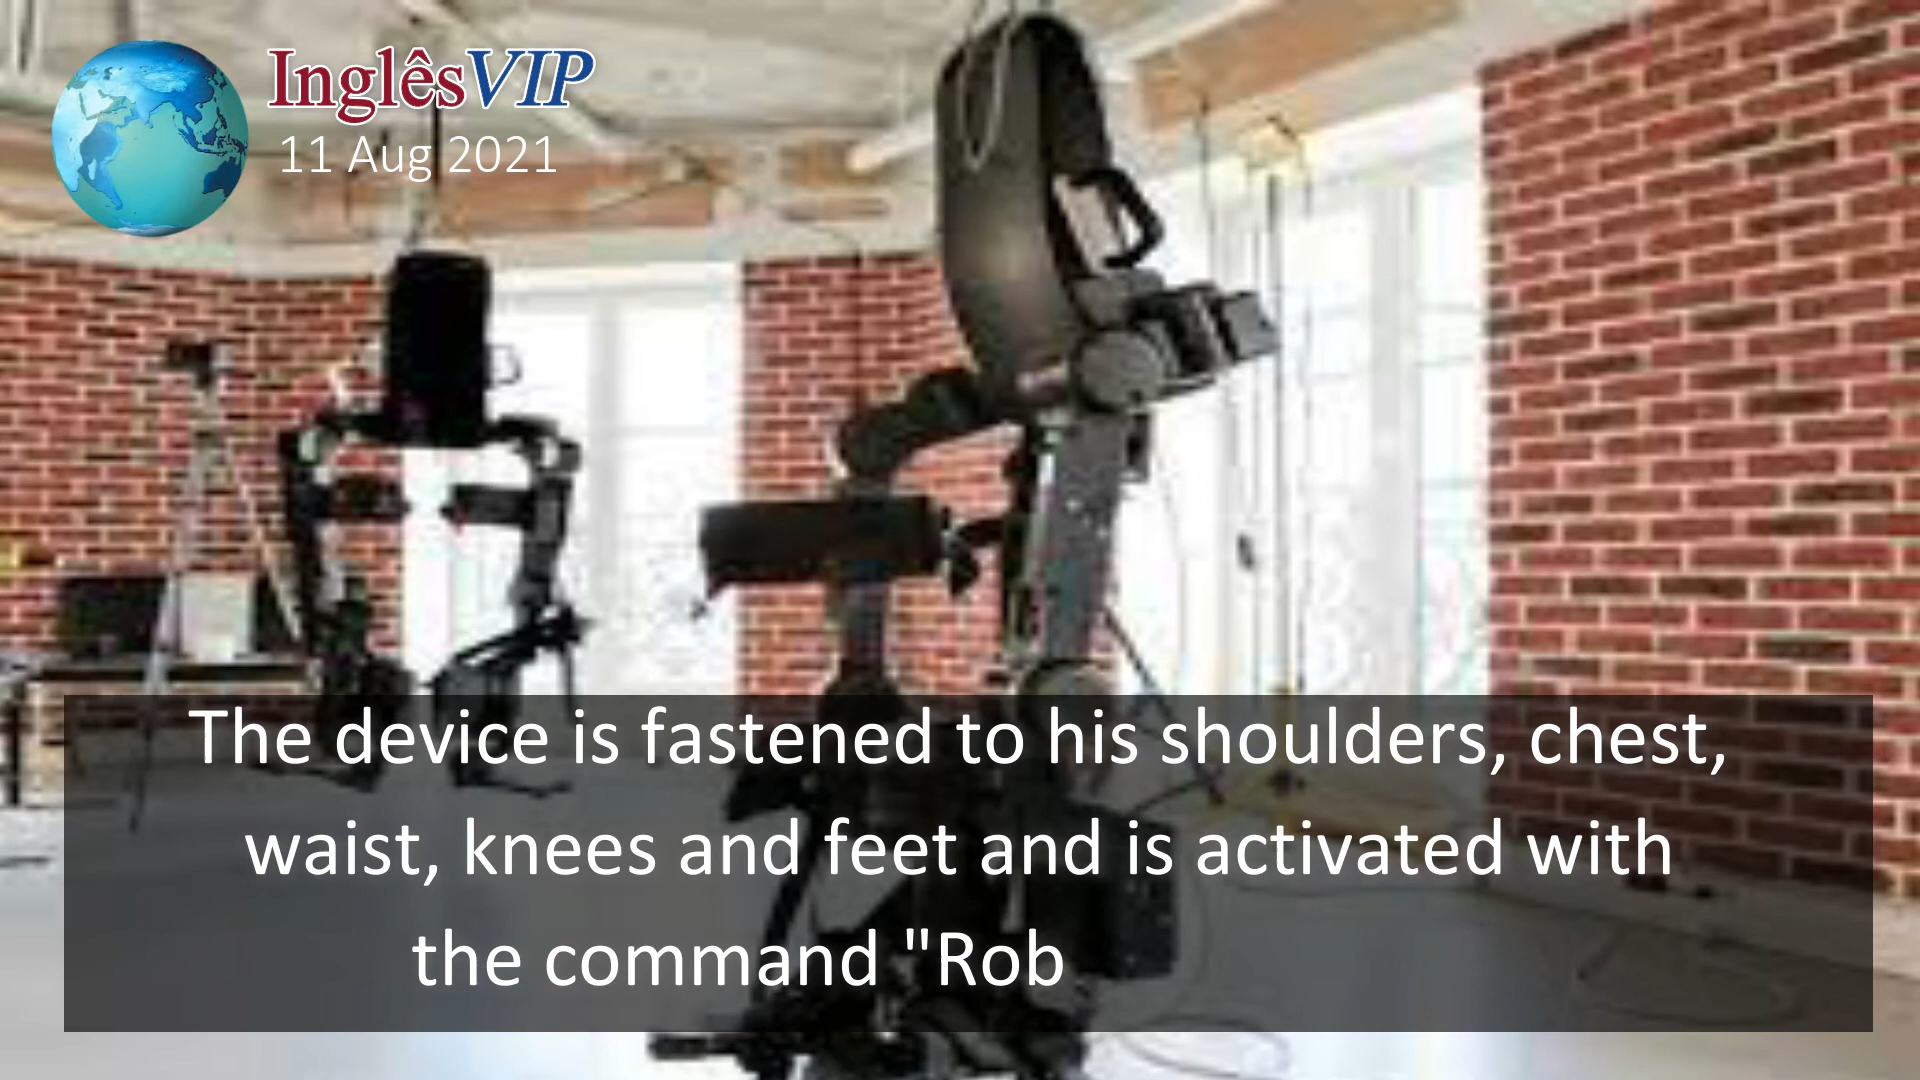 InglêsVIP
11 Aug 2021
The device is fastened to his shoulders, chest,
waist, knees and feet and is activated with
the command "Rob